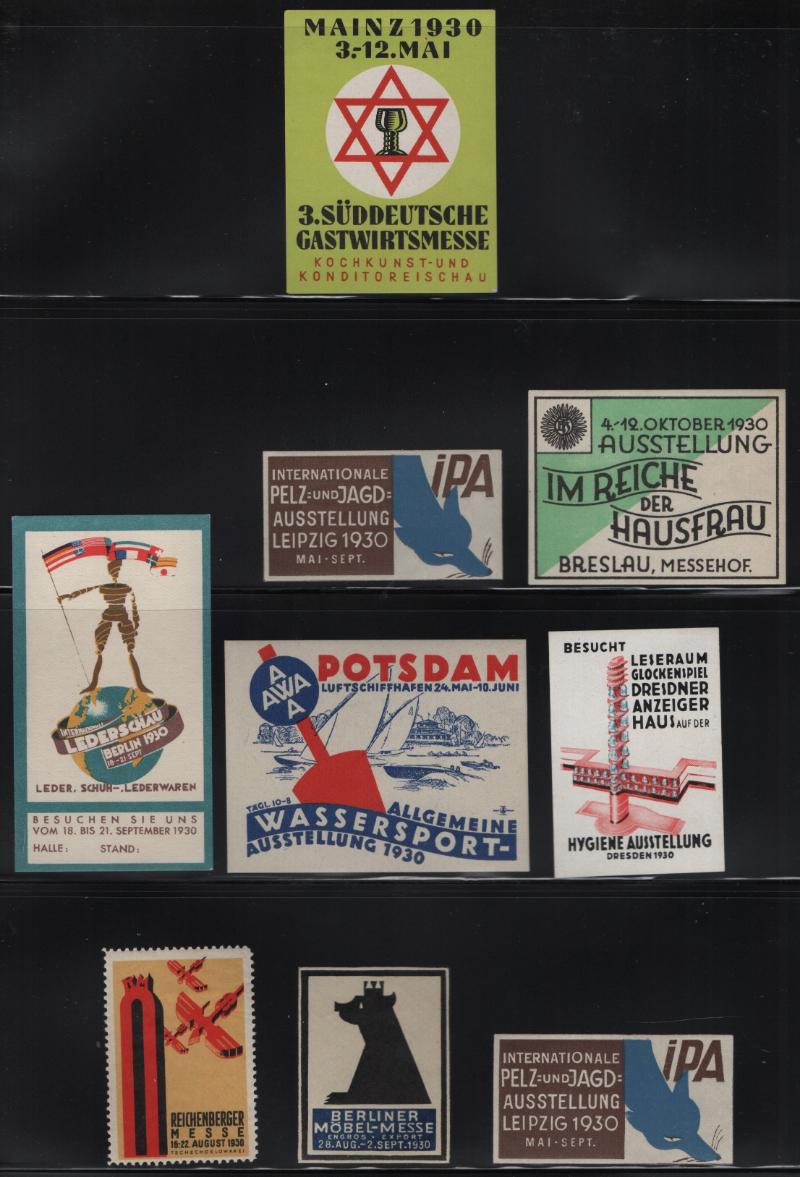 MAINZ 1930
3.-12. MAI
3. SÜDDEUTSCHE
GASTWIRTSMESSE
KOCHKUNST- UND
KONDITOREISCHAU
INTERNATIONALE
PELZ= UND JAGD=
AUSSTELLUNG
LEIPZIG 1930
MAI - SEPT.
iPA
4.-12. OKTOBER 1930
AUSSTELLUNG
IM REICHE
DER
HAUSFRAU
BRESLAU, MESSEHOF.
INTERNATIONALE
LEDERSCHAU
BERLIN 1930
18.-21. SEPT.
LEDER, SCHUH-, LEDERWAREN
BESUCHEN SIE UNS
VOM 18. BIS 21. SEPTEMBER 1930
HALLE: STAND:
A
AWA
A
POTSDAM
LUFTSCHIFFHAFEN 24. MAI-10. JUNI
TÄGL. 10-8
ALLGEMEINE
WASSERSPORT-
AUSSTELLUNG 1930
BESUCHT
LESERAUM
GLOCKENSPIEL
DRESDNER
ANZEIGER
HAUS AUF DER
HYGIENE AUSSTELLUNG
DRESDEN 1930
REICHENBERGER
MESSE
16-22. AUGUST 1930
TSCHECHOSLOWAKEI
BERLINER
MÖBEL-MESSE
ENGROS • EXPORT
28. AUG.-2. SEPT. 1930
INTERNATIONALE
PELZ= UND JAGD=
AUSSTELLUNG
LEIPZIG 1930
MAI - SEPT.
iPA